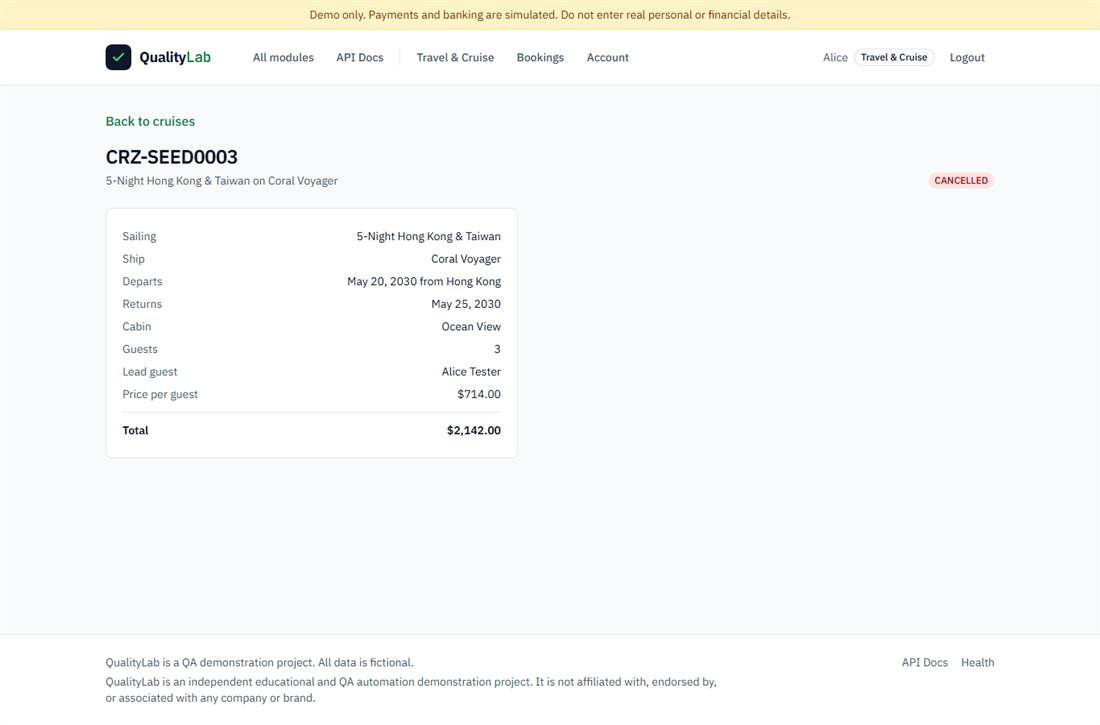 Demo only. Payments and banking are simulated. Do not enter real personal or financial details.
QualityLab All modules API Docs Travel & Cruise Bookings Account Alice Travel & Cruise Logout
Back to cruises
CRZ-SEED0003
5-Night Hong Kong & Taiwan on Coral Voyager CANCELLED
Sailing 5-Night Hong Kong & Taiwan
Ship Coral Voyager
Departs May 20, 2030 from Hong Kong
Returns May 25, 2030
Cabin Ocean View
Guests 3
Lead guest Alice Tester
Price per guest $714.00
Total $2,142.00
QualityLab is a QA demonstration project. All data is fictional. API Docs Health
QualityLab is an independent educational and QA automation demonstration project. It is not affiliated with, endorsed by,
or associated with any company or brand.